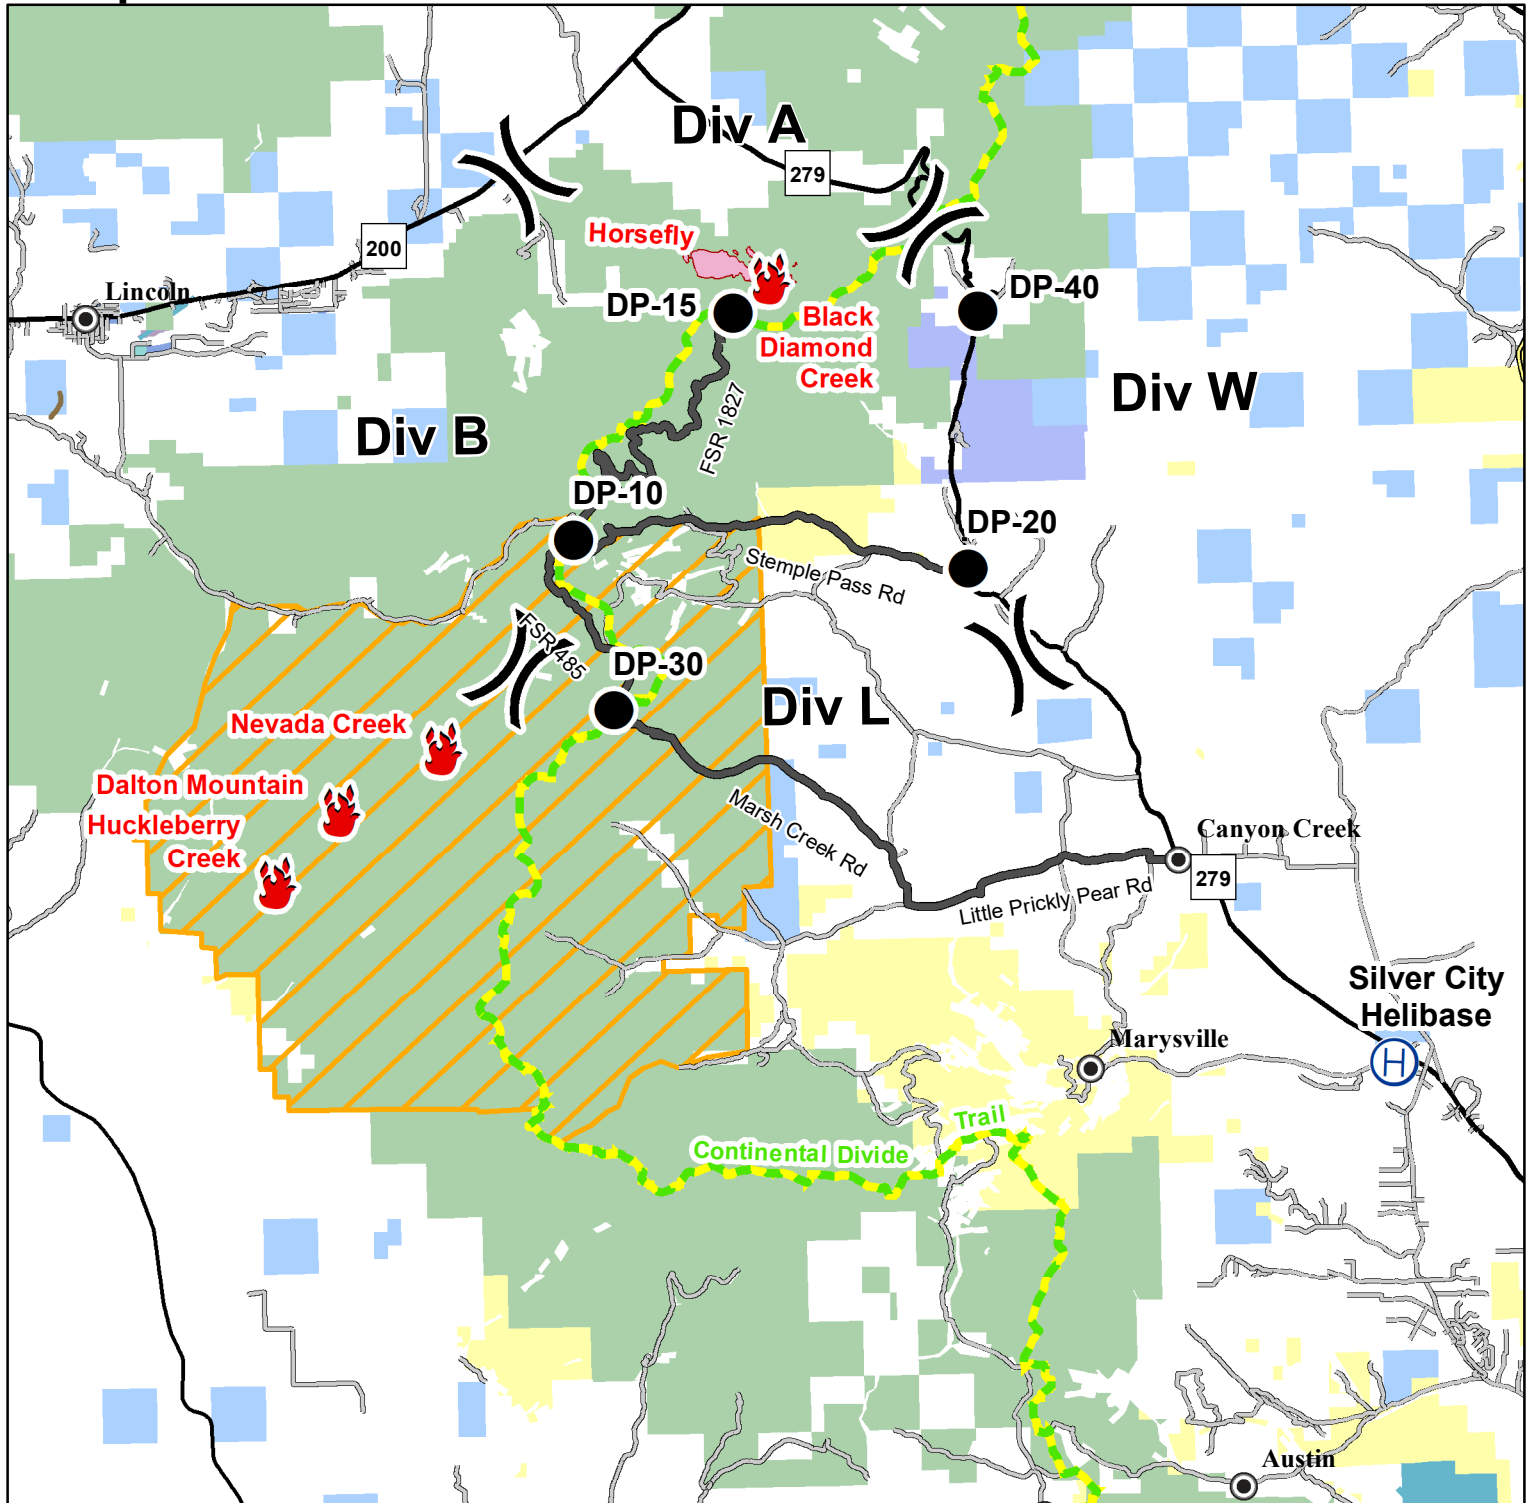 Div A
279
Horsefly
200
Lincoln
DP-15
DP-40
Black
Diamond
Creek
Div W
FSR 1827
Div B
DP-10
DP-20
Stemple Pass Rd
FSR 485
DP-30
Div L
Nevada Creek
Dalton Mountain
Huckleberry
Creek
Marsh Creek Rd
Canyon Creek
279
Little Prickly Pear Rd
Silver City
Helibase
H
Marysville
Trail
Continental Divide
Austin